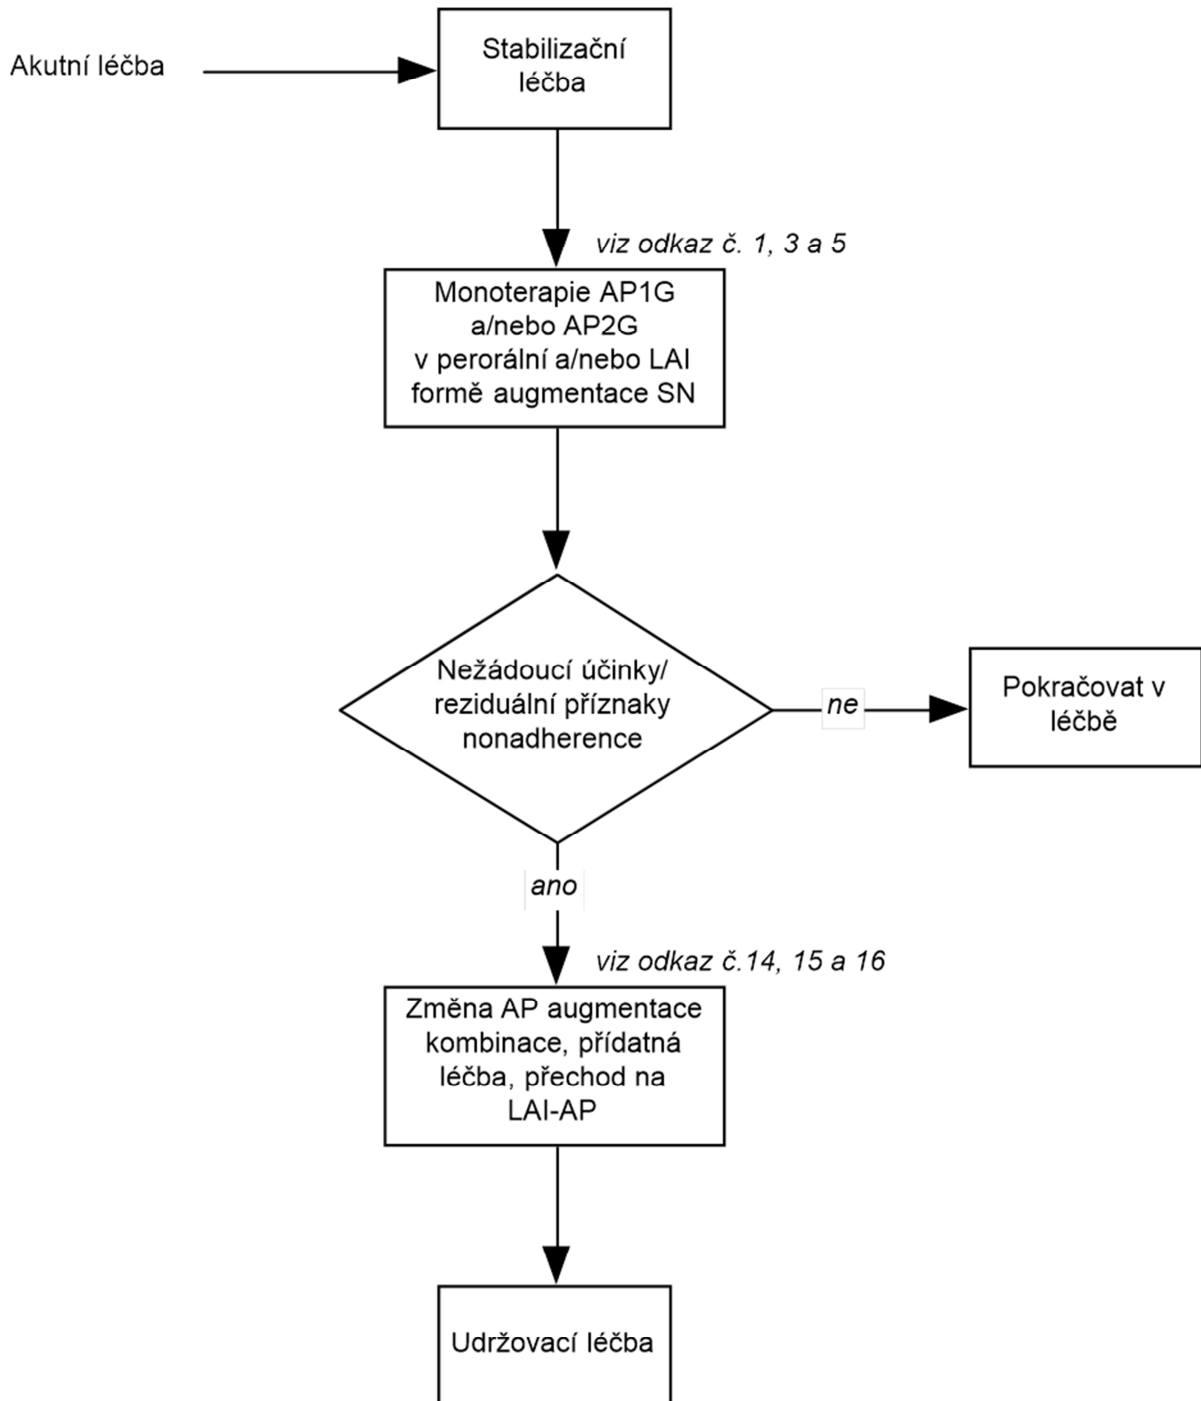 Akutní léčba
Stabilizační
léčba
viz odkaz č. 1, 3 a 5
Monoterapie AP1G
a/nebo AP2G
v perorální a/nebo LAI
formě augmentace SN
Nežádoucí účinky/
reziduální příznaky
nonadherence
ne
Pokračovat v
léčbě
ano
viz odkaz č.14, 15 a 16
Změna AP augmentace
kombinace, přídatná
léčba, přechod na
LAI-AP
Udržovací léčba